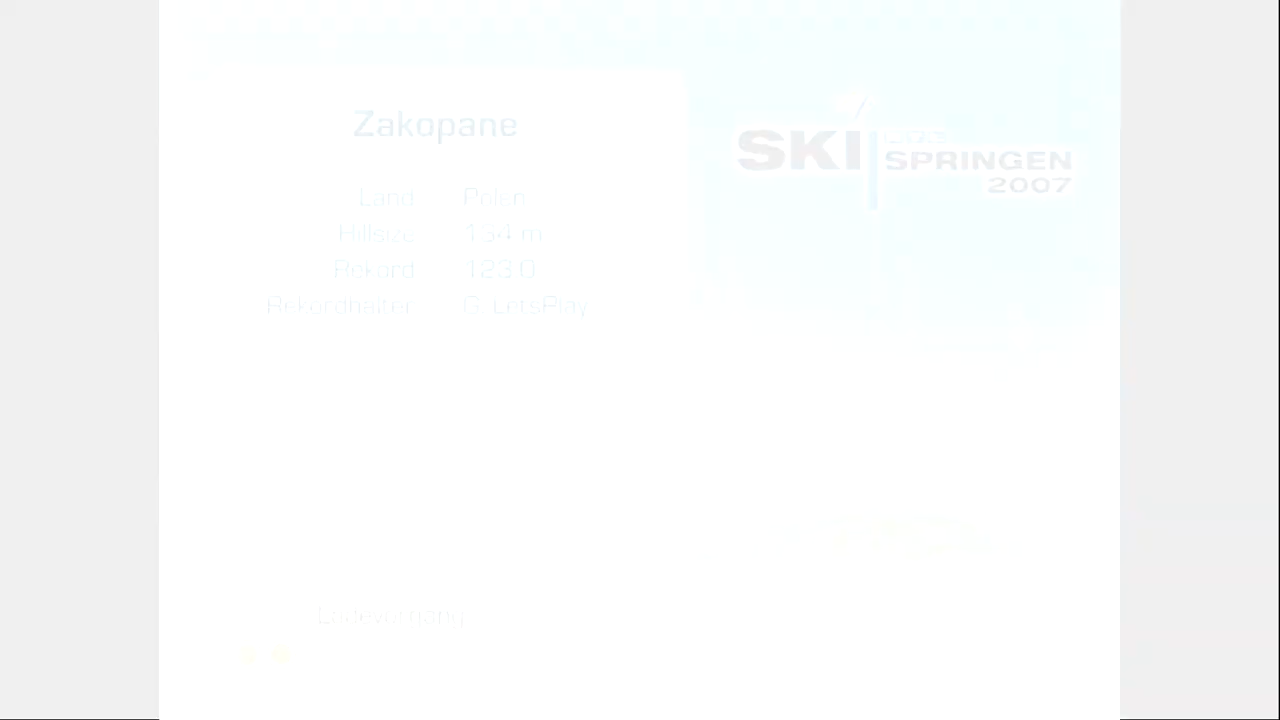 Zakopane
Land Polen
Hillsize 134 m
Rekord 123.0
Rekordhalter G. LetsPlay
SKI
SPRINGEN
2007
Ladevorgang